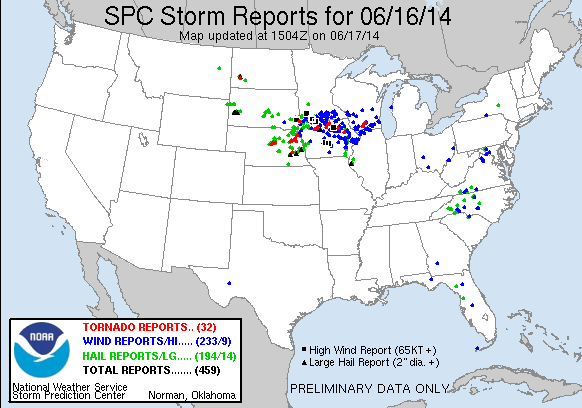 SPC Storm Reports for 06/16/14
Map updated at 1504Z on 06/17/14
NOAA
TORNADO REPORTS.. (32)
WIND REPORTS/HI..... (233/9)
HAIL REPORTS/LG..... (194/14)
TOTAL REPORTS....... (459)
National Weather Service
Storm Prediction Center Norman, Oklahoma
High Wind Report (65KT +)
Large Hail Report (2" dia. +)
PRELIMINARY DATA ONLY